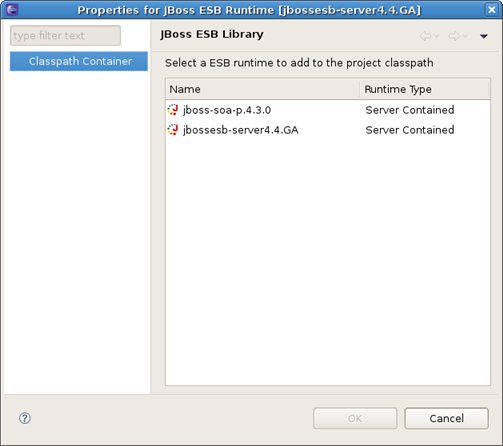 Properties for JBoss ESB Runtime [jbossesb-server4.4.GA]
type filter text
Classpath Container
JBoss ESB Library
Select a ESB runtime to add to the project classpath
Name Runtime Type
jboss-soa-p.4.3.0 Server Contained
jbossesb-server4.4.GA Server Contained
?
OK Cancel